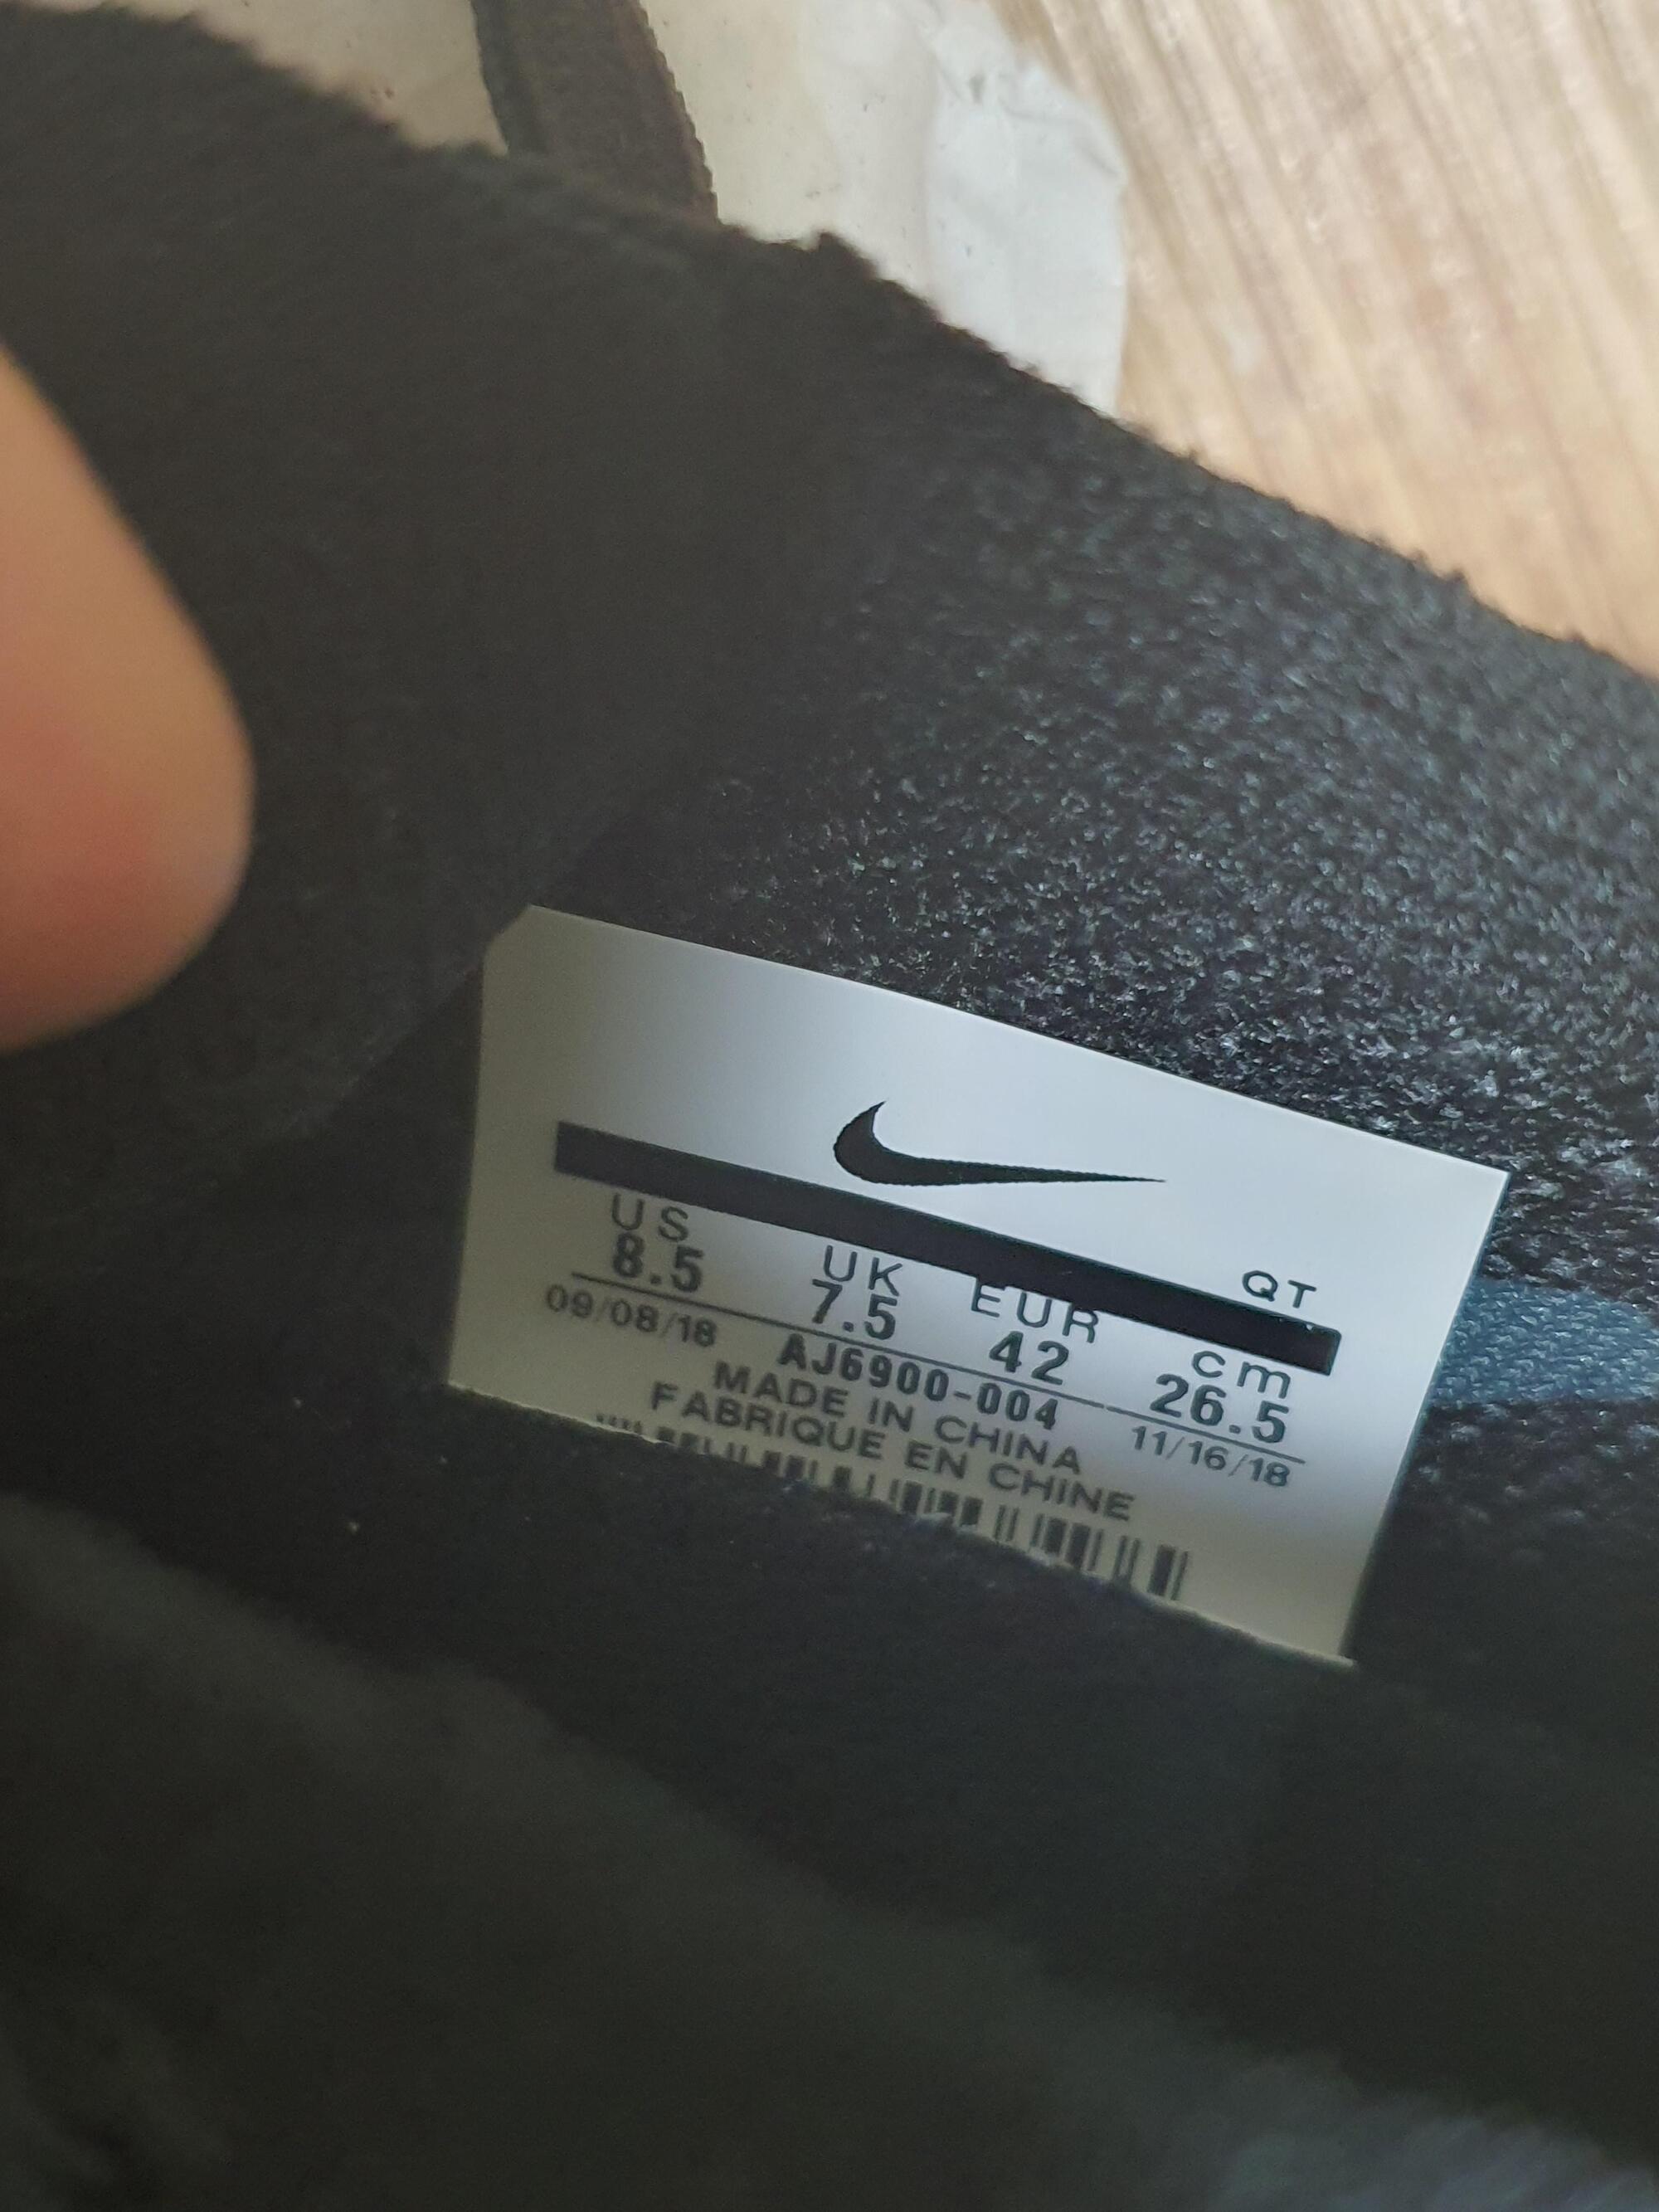 QT
US UK EUR cm
8.5 7.5 42 26.5
09/08/18 AJ6900-004 11/16/18
MADE IN CHINA
FABRIQUE EN CHINE